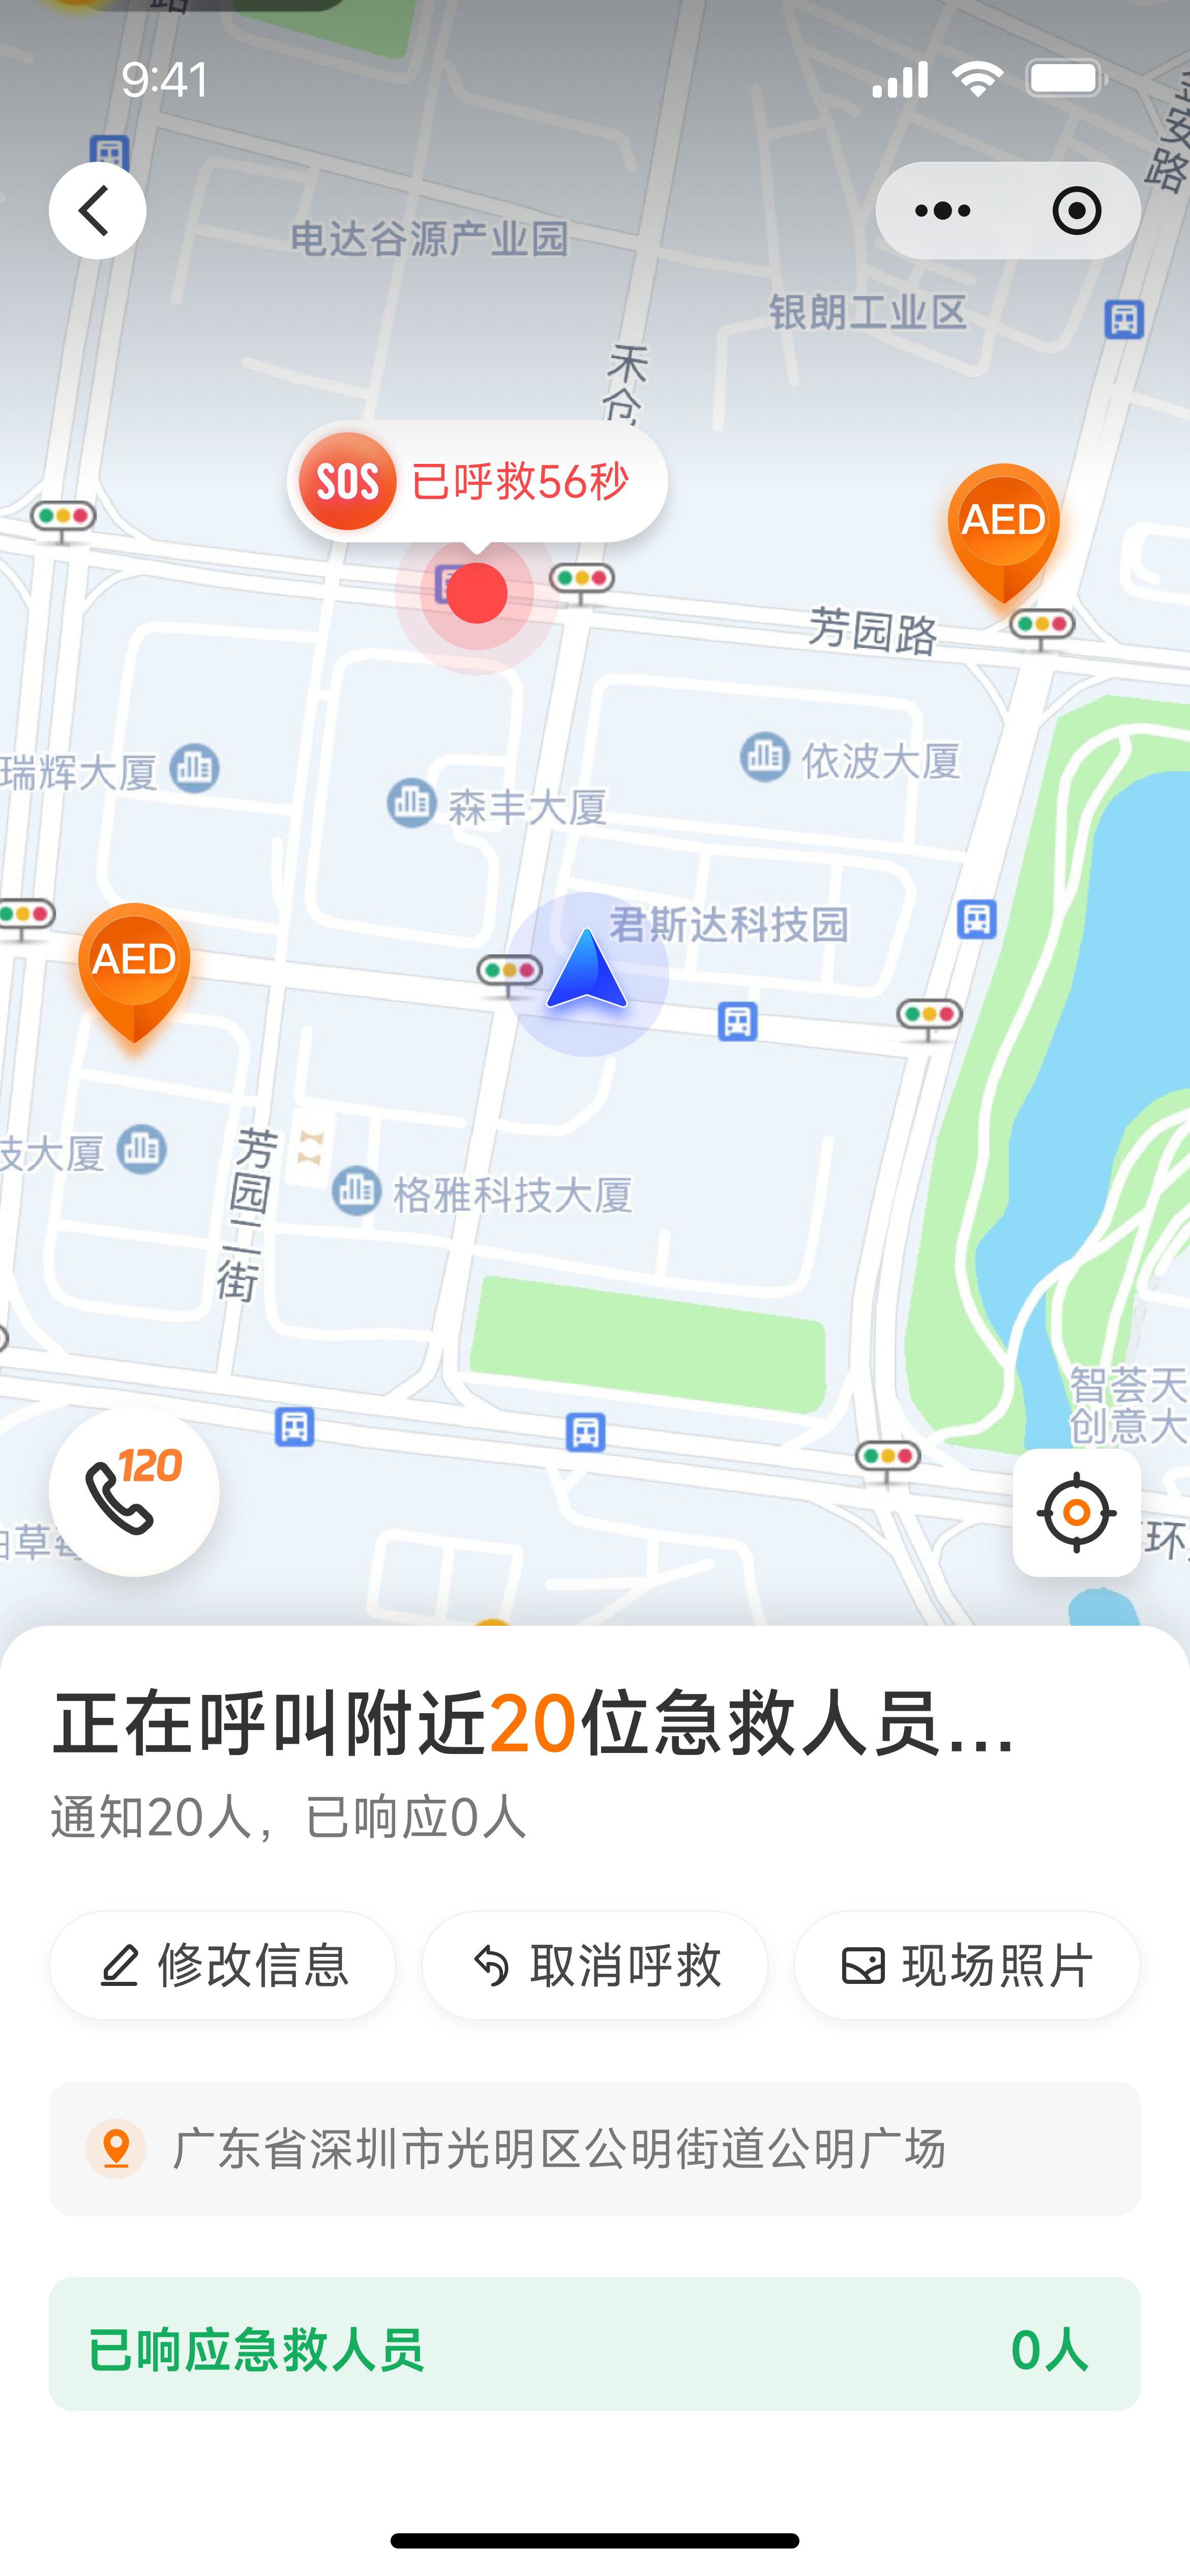 9:41
安路
电达谷源产业园
银朗工业区
禾仓
SOS 已呼救56秒
AED
芳园路
瑞辉大厦
森丰大厦
依波大厦
君斯达科技园
AED
技大厦
芳园二街
格雅科技大厦
智荟天
创意大
120
草莓
环
正在呼叫附近20位急救人员...
通知20人，已响应0人
修改信息
取消呼救
现场照片
广东省深圳市光明区公明街道公明广场
已响应急救人员 0人